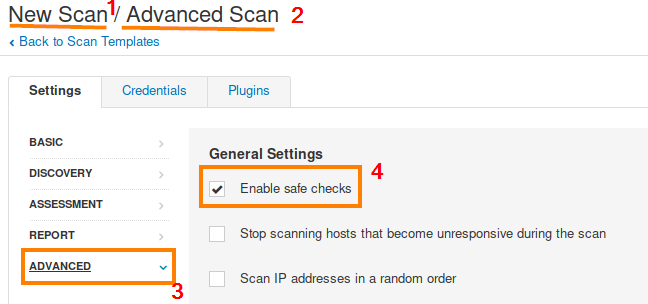 New Scan 1 / Advanced Scan 2
Back to Scan Templates
Settings Credentials Plugins
BASIC
DISCOVERY
ASSESSMENT
REPORT
ADVANCED
3
General Settings
Enable safe checks 4
Stop scanning hosts that become unresponsive during the scan
Scan IP addresses in a random order